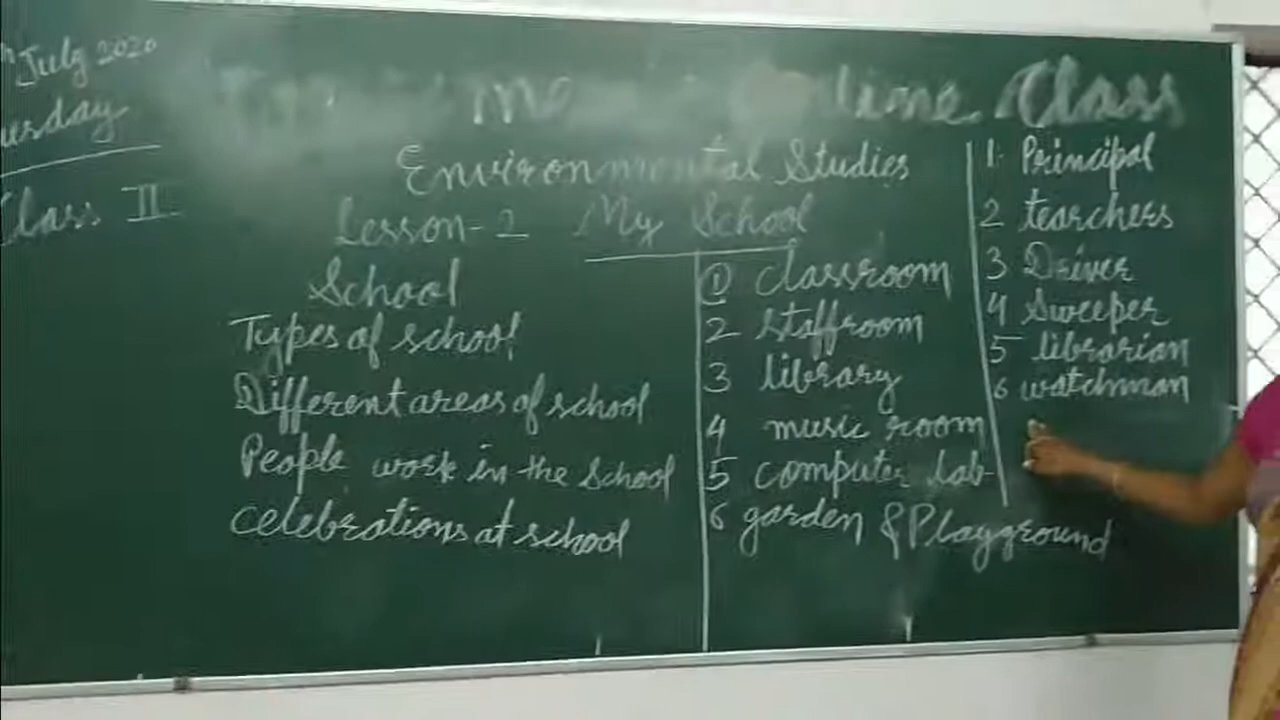 July 2020
Class
Class II
Environmental Studies
Lesson-2 My School
School
Types of school
Different areas of school
People work in the School
Celebrations at school
1 classroom
2 staffroom
3 library
4 music room
5 computer lab
6 garden & Playground
1. Principal
2 tearchers
3 Driver
4 Sweeper
5 librarian
6 watchman